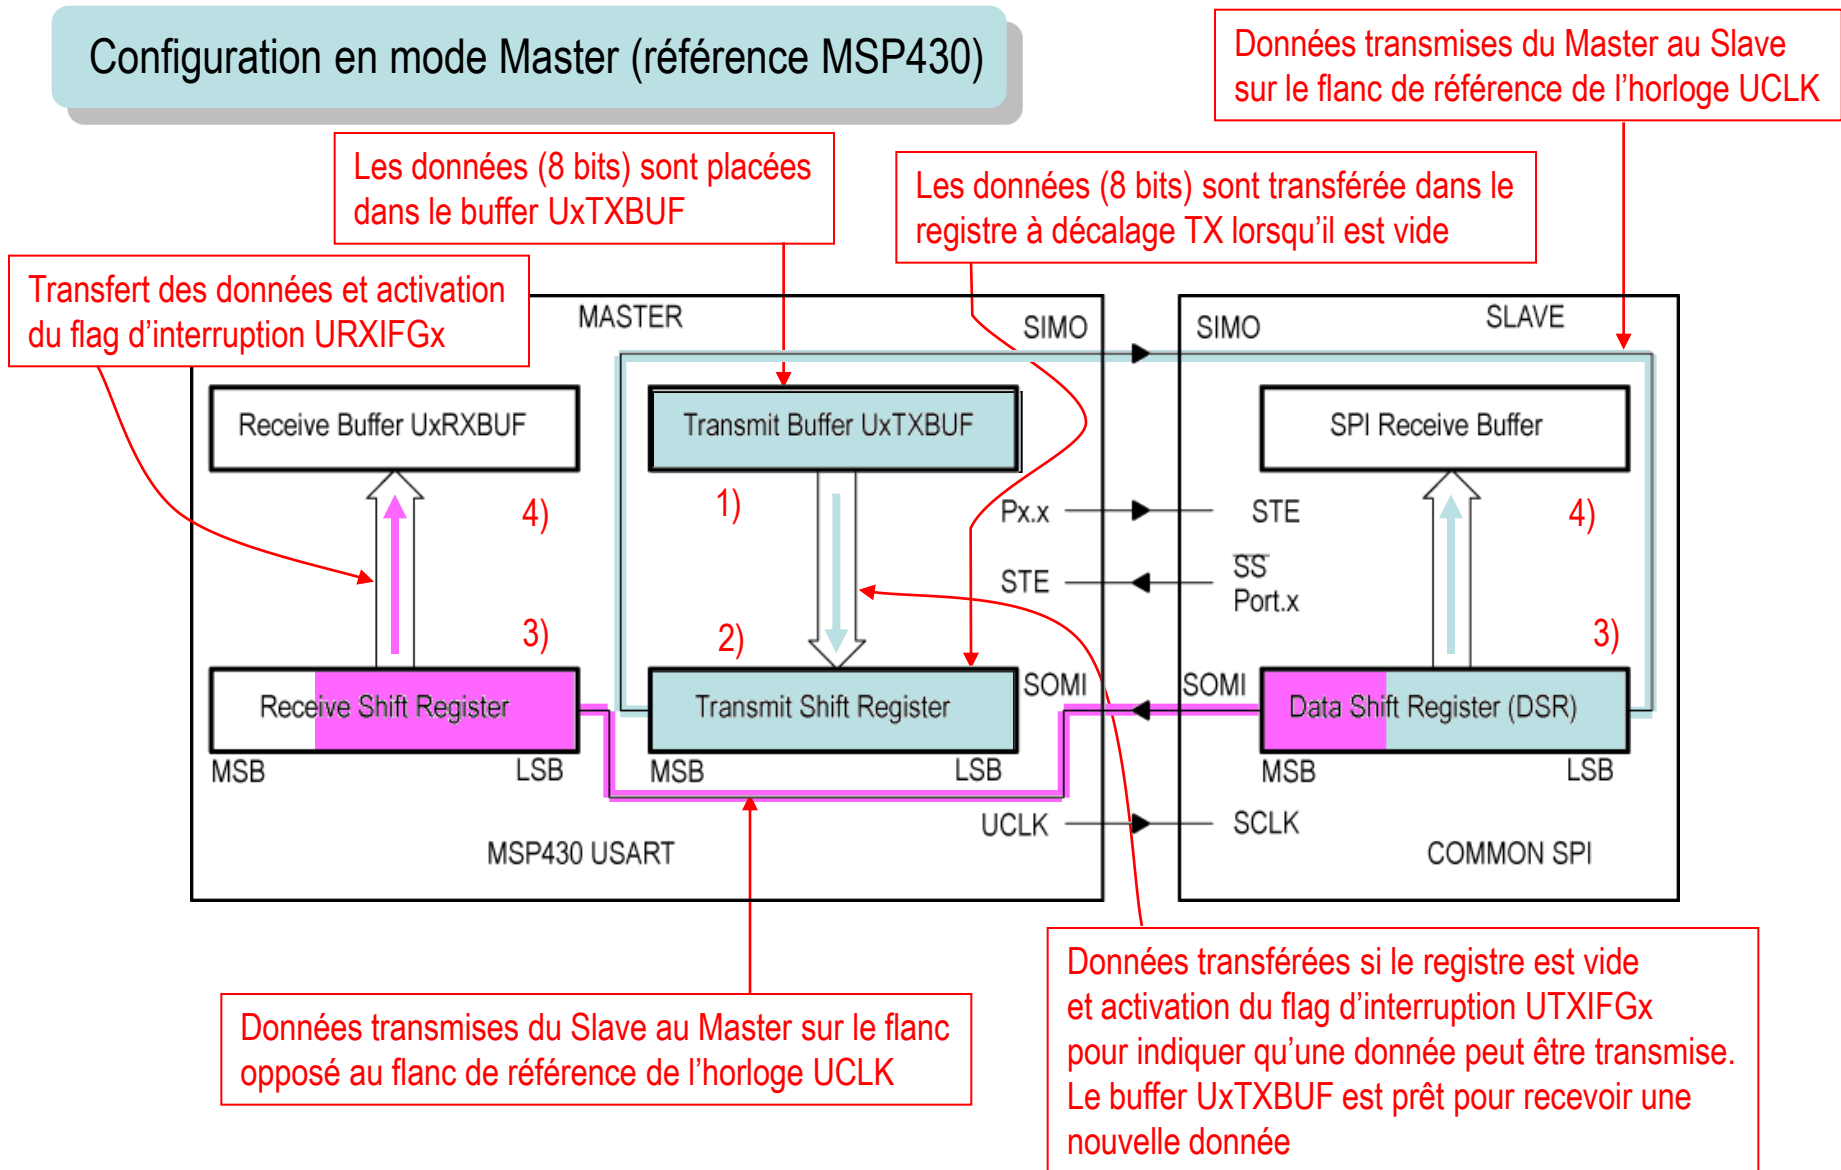 Configuration en mode Master (référence MSP430)
Données transmises du Master au Slave
sur le flanc de référence de l'horloge UCLK
Les données (8 bits) sont placées
dans le buffer UxTXBUF
Les données (8 bits) sont transférée dans le
registre à décalage TX lorsqu'il est vide
Transfert des données et activation
du flag d'interruption URXIFGx
MASTER
SIMO
SIMO
SLAVE
Receive Buffer UxRXBUF
Transmit Buffer UxTXBUF
SPI Receive Buffer
4)
1)
Px.x
STE
4)
STE
SS
Port.x
3)
2)
3)
SOMI
SOMI
Receive Shift Register
Transmit Shift Register
Data Shift Register (DSR)
MSB
LSB
MSB
LSB
MSB
LSB
UCLK
SCLK
MSP430 USART
COMMON SPI
Données transmises du Slave au Master sur le flanc
opposé au flanc de référence de l'horloge UCLK
Données transférées si le registre est vide
et activation du flag d'interruption UTXIFGx
pour indiquer qu'une donnée peut être transmise.
Le buffer UxTXBUF est prêt pour recevoir une
nouvelle donnée